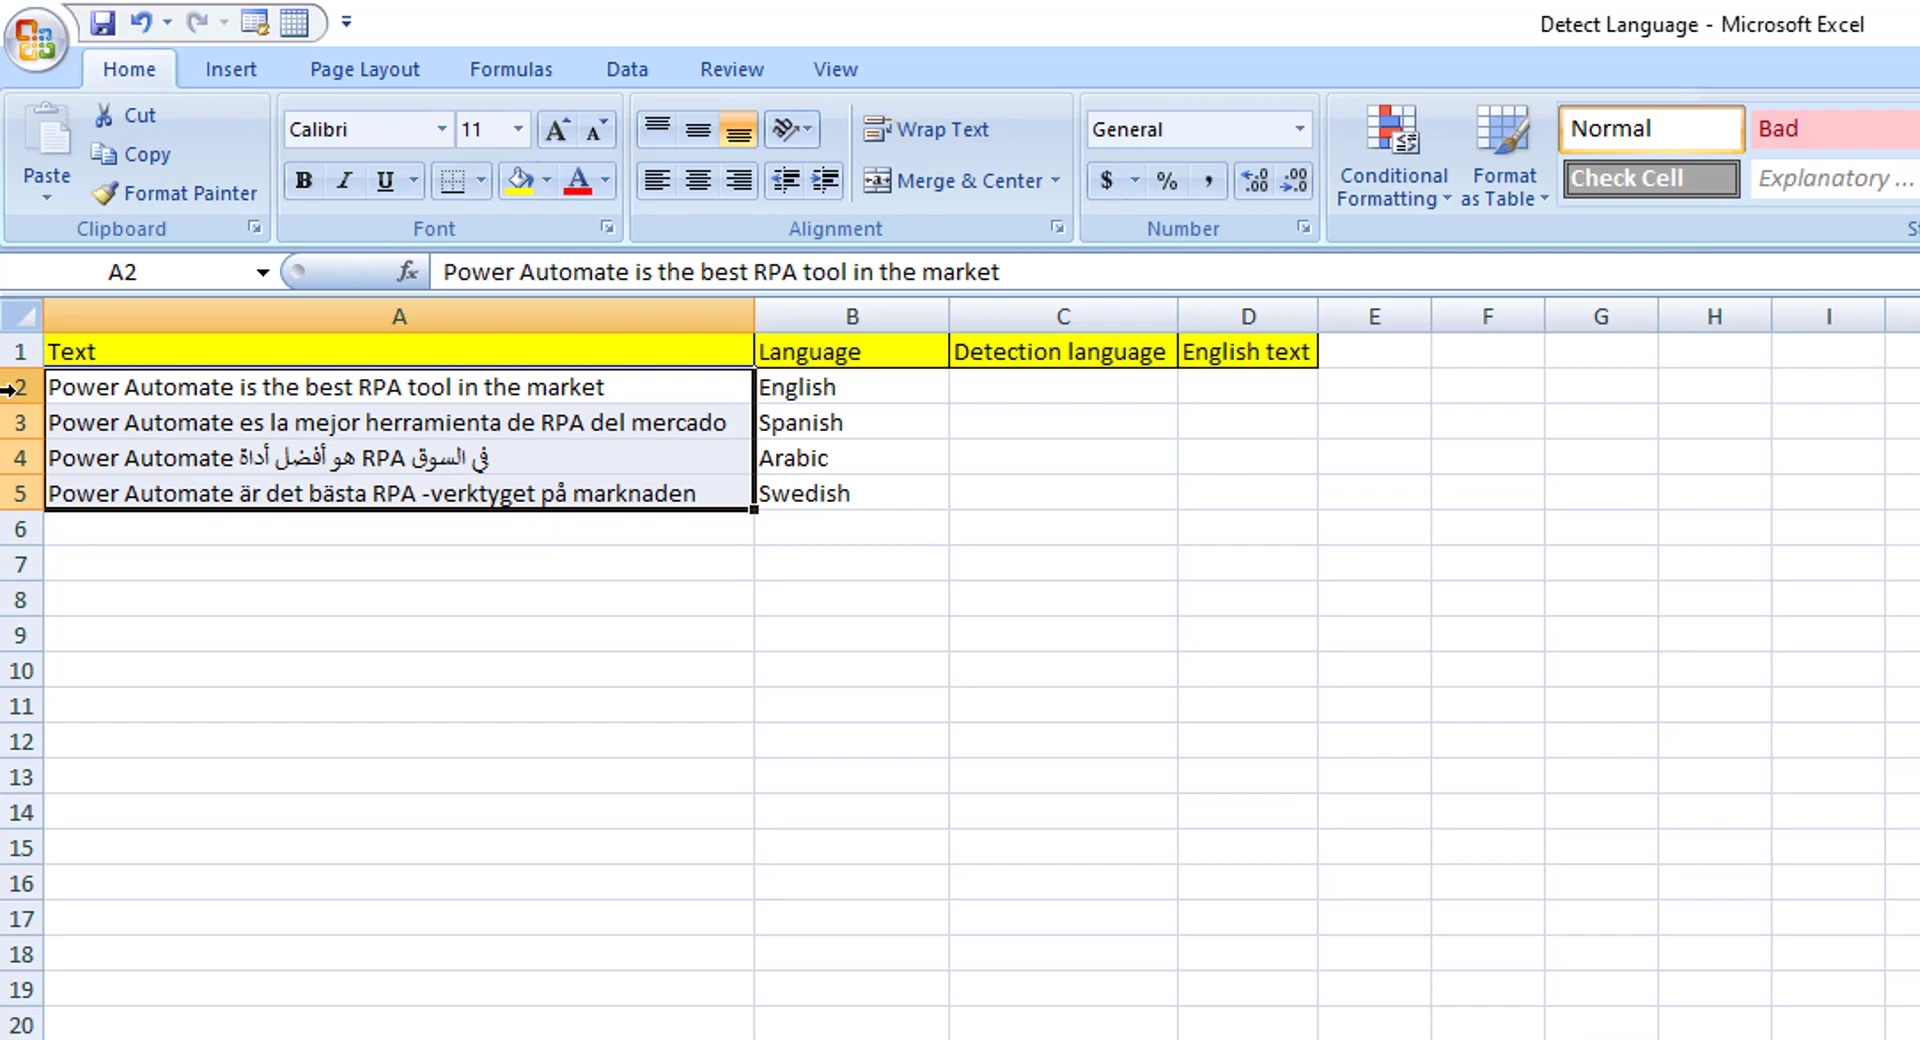 Detect Language - Microsoft Excel
Home Insert Page Layout Formulas Data Review View
Paste
Cut
Copy
Format Painter
Clipboard
Calibri 11
A A
B I U A
Font
Wrap Text
Merge & Center
Alignment
General
$ % ,
Number
Conditional Formatting
Format as Table
Normal Bad
Check Cell Explanatory ...
A2 fx Power Automate is the best RPA tool in the market
A B C D E F G H I
1 Text Language Detection language English text
2 Power Automate is the best RPA tool in the market English
3 Power Automate es la mejor herramienta de RPA del mercado Spanish
4 Power Automate هو أفضل أداة RPA في السوق Arabic
5 Power Automate är det bästa RPA -verktyget på marknaden Swedish
6
7
8
9
10
11
12
13
14
15
16
17
18
19
20